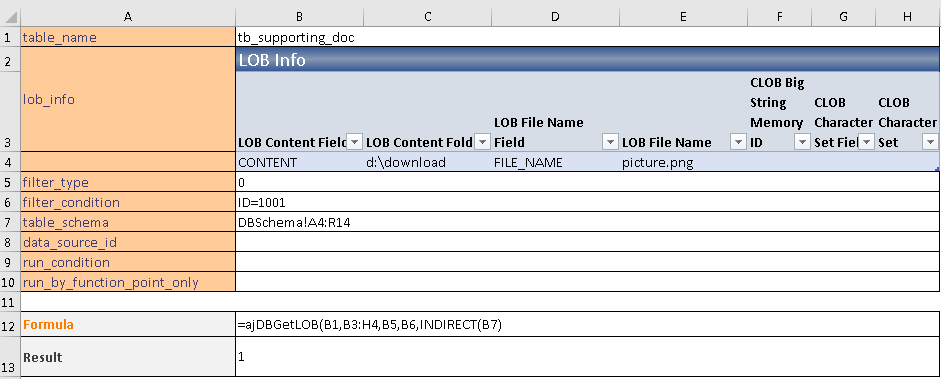 A B C D E F G H
1 table_name tb_supporting_doc
2 LOB Info
lob_info
3 LOB Content Field LOB Content Fold LOB File Name Field LOB File Name CLOB Big String Memory ID CLOB Character Set Fiel CLOB Character Set
4 CONTENT d:\download FILE_NAME picture.png
5 filter_type 0
6 filter_condition ID=1001
7 table_schema DBSchema!A4:R14
8 data_source_id
9 run_condition
10 run_by_function_point_only
11
12 Formula =ajDBGetLOB(B1,B3:H4,B5,B6,INDIRECT(B7)
13 Result 1